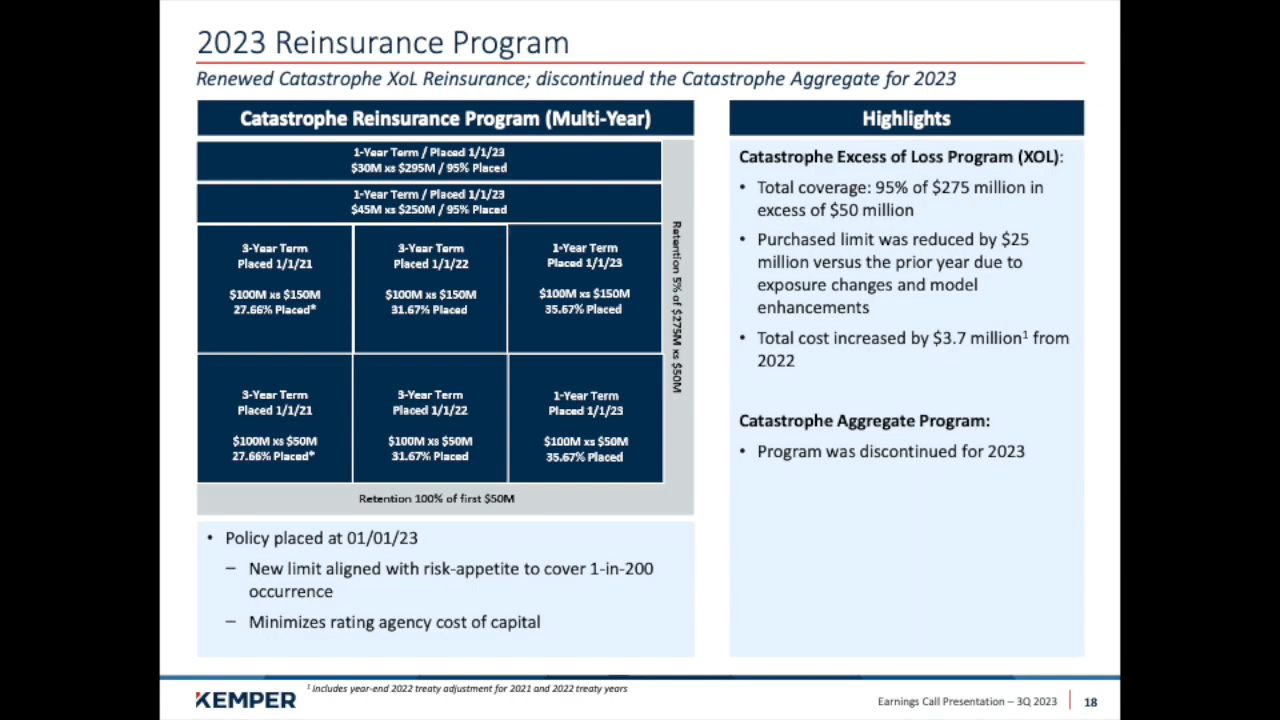 2023 Reinsurance Program
Renewed Catastrophe XoL Reinsurance; discontinued the Catastrophe Aggregate for 2023
Catastrophe Reinsurance Program (Multi-Year)
1-Year Term / Placed 1/1/23
$30M xs $295M / 95% Placed
1-Year Term / Placed 1/1/23
$45M xs $250M / 95% Placed
3-Year Term
Placed 1/1/21
$100M xs $150M
27.66% Placed*
3-Year Term
Placed 1/1/22
$100M xs $150M
31.67% Placed
1-Year Term
Placed 1/1/23
$100M xs $150M
35.67% Placed
3-Year Term
Placed 1/1/21
$100M xs $50M
27.66% Placed*
3-Year Term
Placed 1/1/22
$100M xs $50M
31.67% Placed
1-Year Term
Placed 1/1/23
$100M xs $50M
35.67% Placed
Retention 5% of $275M xs $50M
Retention 100% of first $50M
• Policy placed at 01/01/23
– New limit aligned with risk-appetite to cover 1-in-200
occurrence
– Minimizes rating agency cost of capital
Highlights
Catastrophe Excess of Loss Program (XOL):
• Total coverage: 95% of $275 million in
excess of $50 million
• Purchased limit was reduced by $25
million versus the prior year due to
exposure changes and model
enhancements
• Total cost increased by $3.7 million¹ from
2022
Catastrophe Aggregate Program:
• Program was discontinued for 2023
KEMPER
¹ Includes year-end 2022 treaty adjustment for 2021 and 2022 treaty years
Earnings Call Presentation – 3Q 2023
18